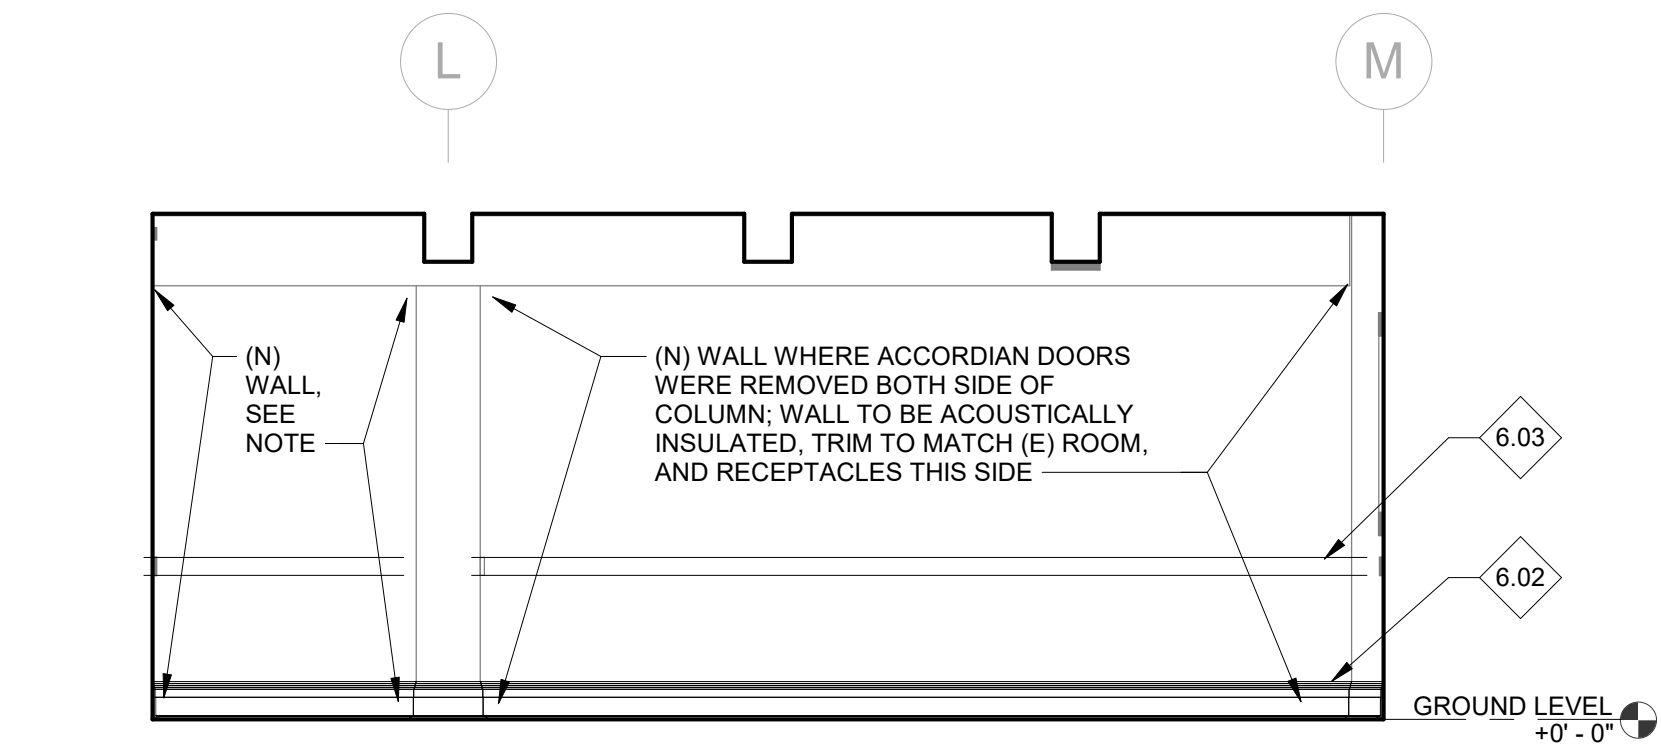 L
M
(N)
WALL,
SEE
NOTE
(N) WALL WHERE ACCORDIAN DOORS
WERE REMOVED BOTH SIDE OF
COLUMN; WALL TO BE ACOUSTICALLY
INSULATED, TRIM TO MATCH (E) ROOM,
AND RECEPTACLES THIS SIDE
6.03
6.02
GROUND LEVEL
+0' - 0"